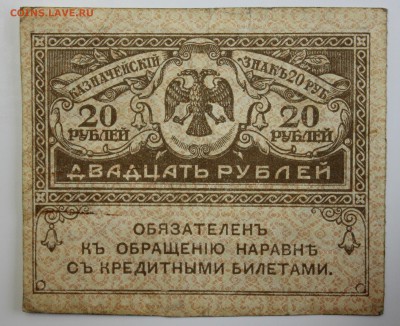 COINS.LAVE.RU
КАЗНАЧЕЙСКІЙ ЗНАКЪ 20 РУБ.
20 20
РУБЛЕЙ РУБЛЕЙ
ДВАДЦАТЬ РУБЛЕЙ
ОБЯЗАТЕЛЕНЪ
КЪ ОБРАЩЕНІЮ НАРАВНѢ
СЪ КРЕДИТНЫМИ БИЛЕТАМИ.